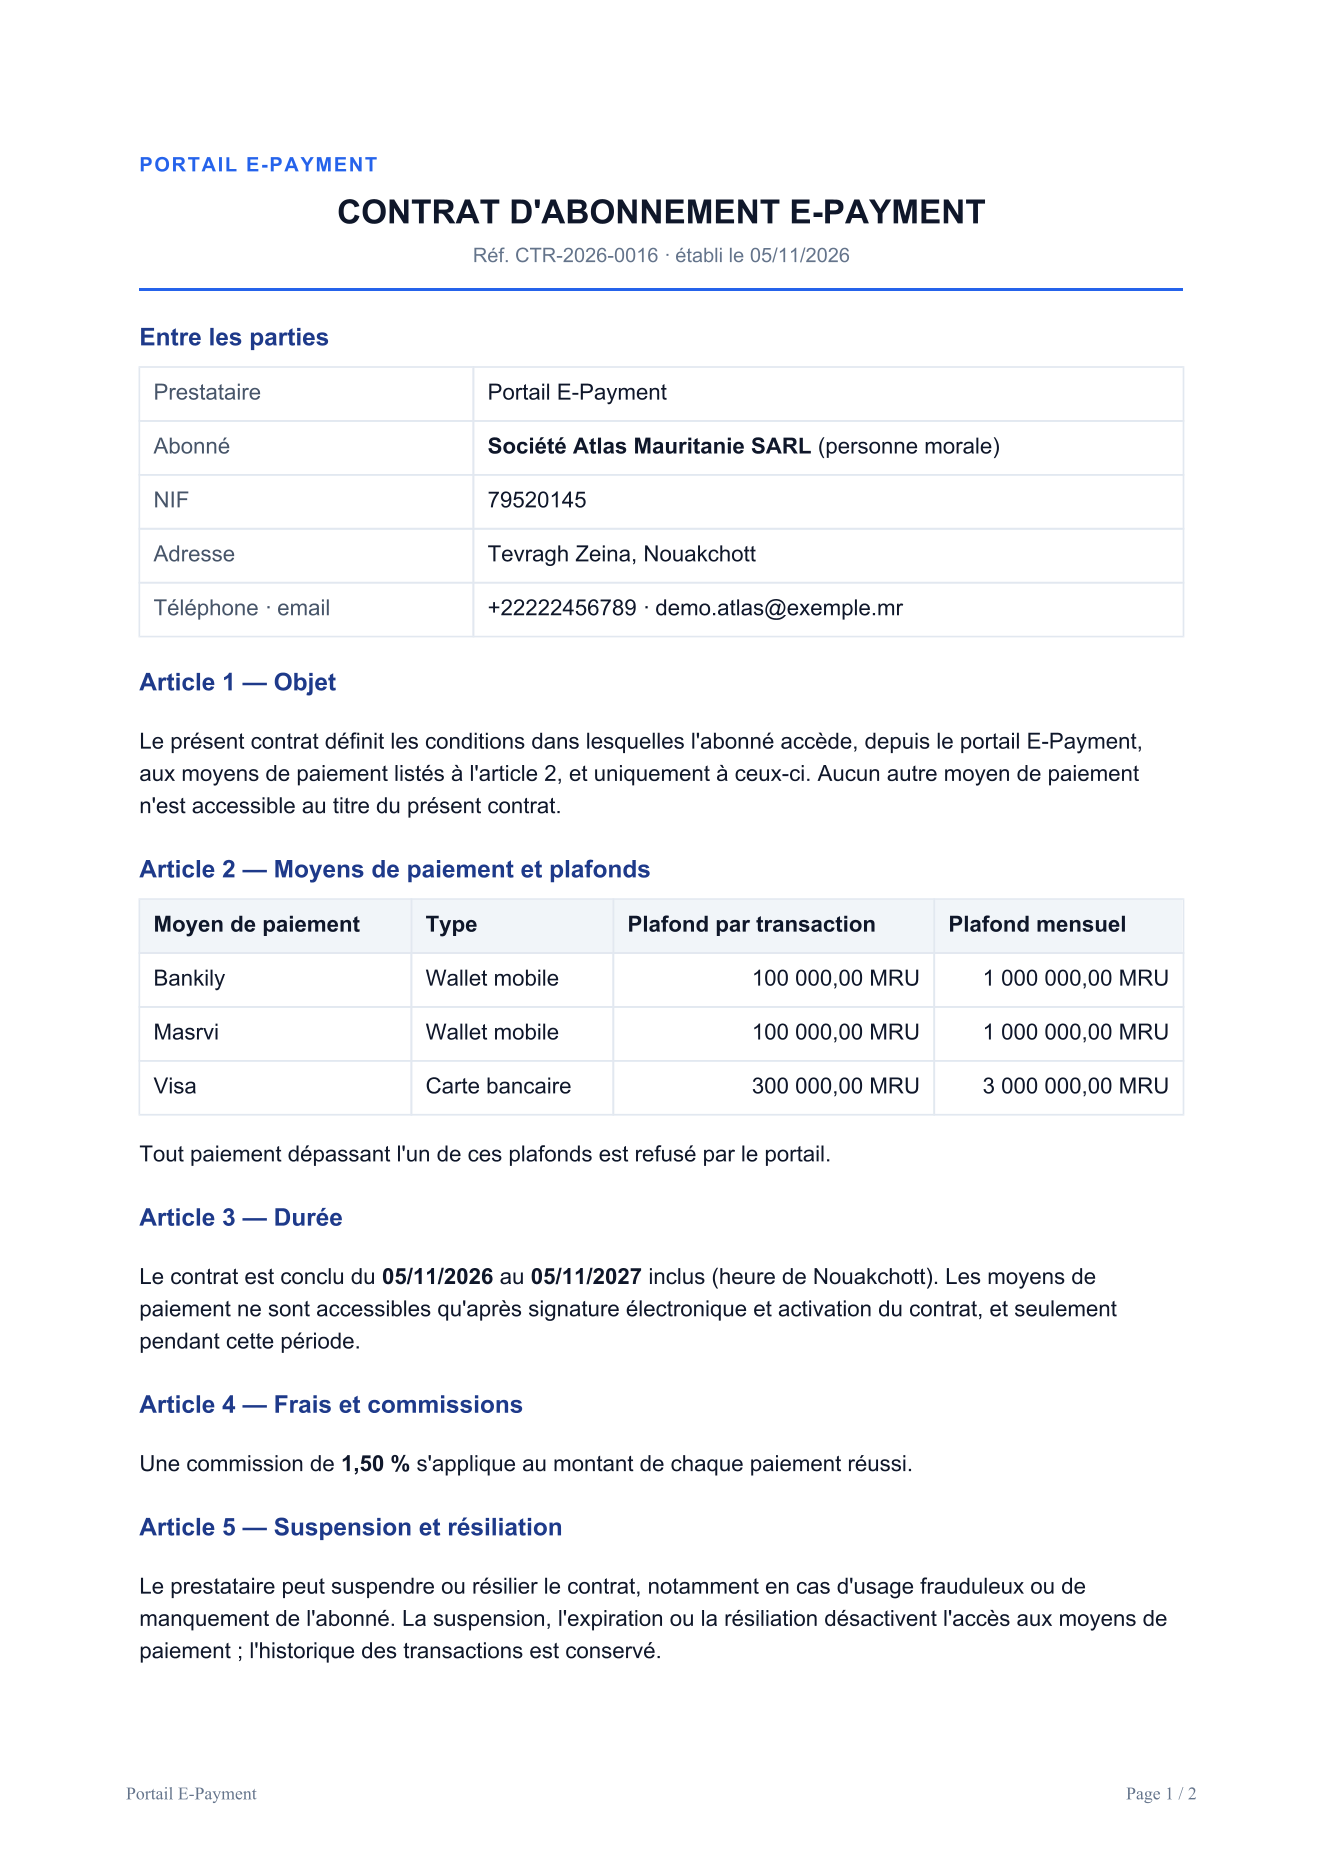 PORTAIL E-PAYMENT
CONTRAT D'ABONNEMENT E-PAYMENT
Réf. CTR-2026-0016 · établi le 05/11/2026
Entre les parties
Prestataire Portail E-Payment
Abonné Société Atlas Mauritanie SARL (personne morale)
NIF 79520145
Adresse Tevragh Zeina, Nouakchott
Téléphone · email +22222456789 · demo.atlas@exemple.mr
Article 1 — Objet
Le présent contrat définit les conditions dans lesquelles l'abonné accède, depuis le portail E-Payment,
aux moyens de paiement listés à l'article 2, et uniquement à ceux-ci. Aucun autre moyen de paiement
n'est accessible au titre du présent contrat.
Article 2 — Moyens de paiement et plafonds
Moyen de paiement Type Plafond par transaction Plafond mensuel
Bankily Wallet mobile 100 000,00 MRU 1 000 000,00 MRU
Masrvi Wallet mobile 100 000,00 MRU 1 000 000,00 MRU
Visa Carte bancaire 300 000,00 MRU 3 000 000,00 MRU
Tout paiement dépassant l'un de ces plafonds est refusé par le portail.
Article 3 — Durée
Le contrat est conclu du 05/11/2026 au 05/11/2027 inclus (heure de Nouakchott). Les moyens de
paiement ne sont accessibles qu'après signature électronique et activation du contrat, et seulement
pendant cette période.
Article 4 — Frais et commissions
Une commission de 1,50 % s'applique au montant de chaque paiement réussi.
Article 5 — Suspension et résiliation
Le prestataire peut suspendre ou résilier le contrat, notamment en cas d'usage frauduleux ou de
manquement de l'abonné. La suspension, l'expiration ou la résiliation désactivent l'accès aux moyens de
paiement ; l'historique des transactions est conservé.
Portail E-Payment Page 1 / 2